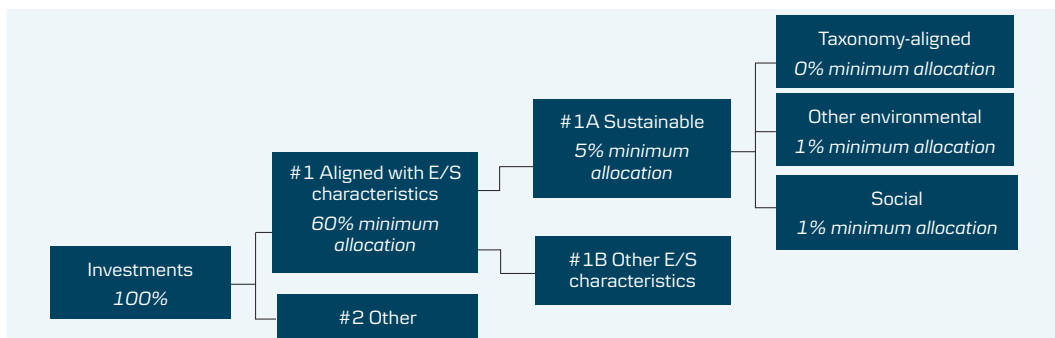 Taxonomy-aligned
0% minimum allocation
Other environmental
1% minimum allocation
Social
1% minimum allocation
#1A Sustainable
5% minimum
allocation
#1B Other E/S
characteristics
#1 Aligned with E/S
characteristics
60% minimum
allocation
#2 Other
Investments
100%